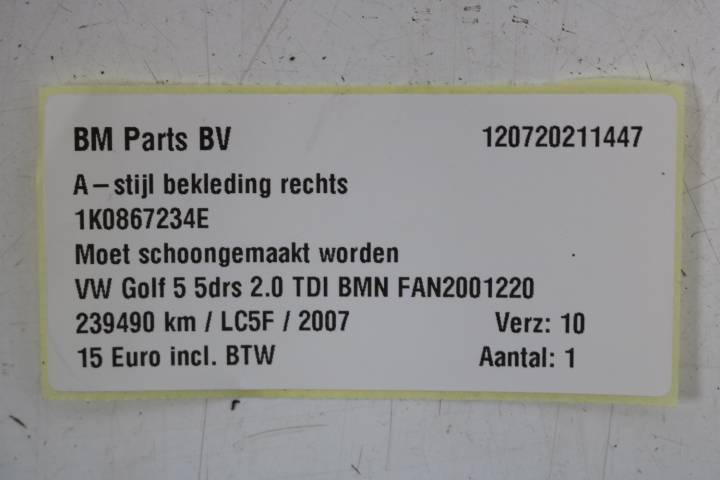 BM Parts BV 120720211447
A-stijl bekleding rechts
1K0867234E
Moet schoongemaakt worden
VW Golf 5 5drs 2.0 TDI BMN FAN2001220
239490 km / LC5F / 2007 Verz: 10
15 Euro incl. BTW Aantal: 1